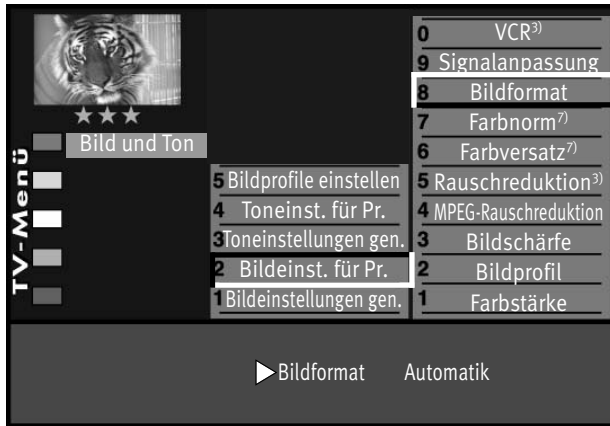 TV-Menü
Bild und Ton
5 Bildprofile einstellen
4 Toneinst. für Pr.
3 Toneinstellungen gen.
2 Bildeinst. für Pr.
1 Bildeinstellungen gen.
0 VCR3)
9 Signalanpassung
8 Bildformat
7 Farbnorm7)
6 Farbversatz7)
5 Rauschreduktion3)
4 MPEG-Rauschreduktion
3 Bildschärfe
2 Bildprofil
1 Farbstärke
Bildformat Automatik